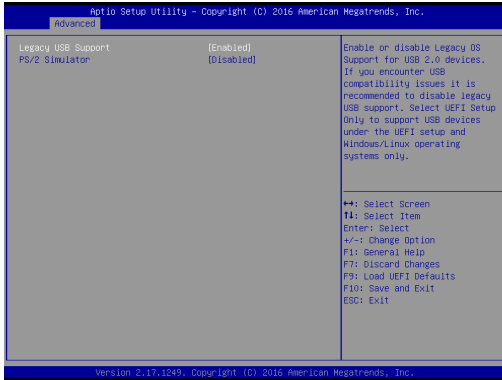 Aptio Setup Utility – Copyright (C) 2016 American Megatrends, Inc.
Advanced
Legacy USB Support [Enabled]
PS/2 Simulator [Disabled]
Enable or disable Legacy OS
Support for USB 2.0 devices.
If you encounter USB
compatibility issues it is
recommended to disable legacy
USB support. Select UEFI Setup
Only to support USB devices
under the UEFI setup and
Windows/Linux operating
systems only.
↔: Select Screen
↑↓: Select Item
Enter: Select
+/-: Change Option
F1: General Help
F7: Discard Changes
F9: Load UEFI Defaults
F10: Save and Exit
ESC: Exit
Version 2.17.1249. Copyright (C) 2016 American Megatrends, Inc.